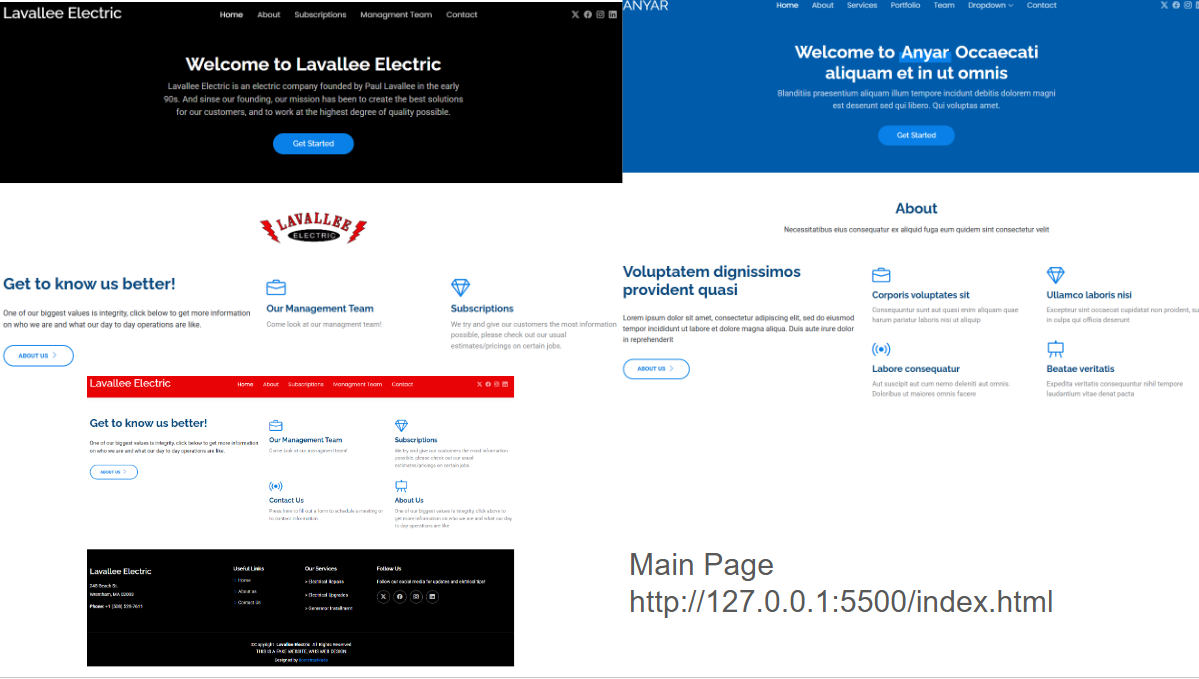 Lavallee Electric
Home About Subscriptions Managment Team Contact
Welcome to Lavallee Electric
Lavallee Electric is an electric company founded by Paul Lavallee in the early
90s. And sinse our founding, our mission has been to create the best solutions
for our customers, and to work at the highest degree of quality possible.
Get Started
LAVALLEE
ELECTRIC
Get to know us better!
One of our biggest values is integrity, click below to get more information
on who we are and what our day to day operations are like.
ABOUT US
Our Management Team
Come look at our managment team!
Subscriptions
We try and give our customers the most information
possible, please check out our usual
estimates/pricings on certain jobs.
ANYAR
Home About Services Portfolio Team Dropdown Contact
Welcome to Anyar Occaecati
aliquam et in ut omnis
Blanditiis praesentium aliquam illum tempore incidunt debitis dolorem magni
est deserunt sed qui libero. Qui voluptas amet.
Get Started
About
Necessitatibus eius consequatur ex aliquid fuga eum quidem sint consectetur velit
Voluptatem dignissimos
provident quasi
Lorem ipsum dolor sit amet, consectetur adipiscing elit, sed do eiusmod
tempor incididunt ut labore et dolore magna aliqua. Duis aute irure dolor
in reprehenderit
ABOUT US
Corporis voluptates sit
Consequuntur sunt aut quasi enim aliquam quae
harum pariatur laboris nisi ut aliquip
Ullamco laboris nisi
Excepteur sint occaecat cupidatat non proident, su
in culpa qui officia deserunt
Labore consequatur
Aut suscipit aut cum nemo deleniti aut omnis.
Doloribus ut maiores omnis facere
Beatae veritatis
Expedita veritatis consequuntur nihil tempore
laudantium vitae denat pacta
Lavallee Electric
Home About Subscriptions Managment Team Contact
Get to know us better!
One of our biggest values is integrity, click below to get more information
on who we are and what our day to day operations are like.
ABOUT US
Our Management Team
Come look at our managment team!
Subscriptions
We try and give our customers the most information
possible, please check out our usual
estimates/pricings on certain jobs.
Contact Us
Press here to fill out a form to schedule a meeting or
to contact information
About Us
One of our biggest values is integrity, click above to
get more information on who we are and what our day
to day operations are like
Lavallee Electric
Beach St.
Wrentham, MA
Phone: +1 (508)
Useful Links
Home
About us
Contact Us
Our Services
> Electrical Repairs
> Electrical Upgrades
> Generator Installment
Follow Us
Follow our social media for updates and eletrical tips!
© Copyright Lavallee Electric All Rights Reserved
THIS IS A FAKE WEBSITE, WHS WEB DESIGN
Designed by BootstrapMade
Main Page
http://127.0.0.1:5500/index.html